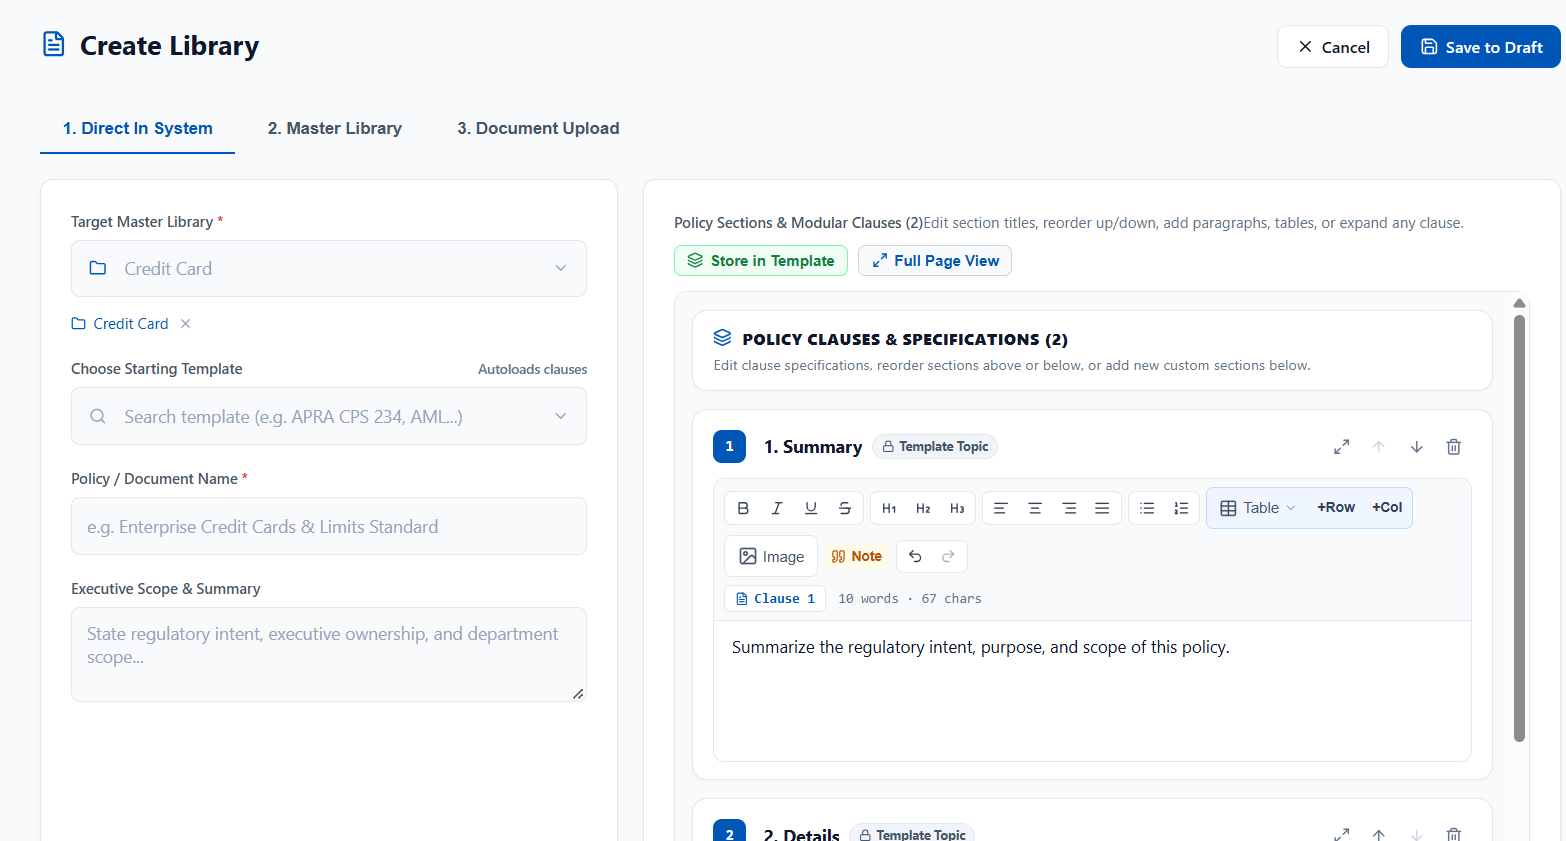 Create Library
Cancel
Save to Draft
1. Direct In System
2. Master Library
3. Document Upload
Target Master Library *
Credit Card
Credit Card
Choose Starting Template
Autoloads clauses
Search template (e.g. APRA CPS 234, AML...)
Policy / Document Name *
e.g. Enterprise Credit Cards & Limits Standard
Executive Scope & Summary
State regulatory intent, executive ownership, and department
scope...
Policy Sections & Modular Clauses (2)Edit section titles, reorder up/down, add paragraphs, tables, or expand any clause.
Store in Template
Full Page View
POLICY CLAUSES & SPECIFICATIONS (2)
Edit clause specifications, reorder sections above or below, or add new custom sections below.
1
1. Summary
Template Topic
B I U S H1 H2 H3 Table +Row +Col
Image Note
Clause 1 10 words · 67 chars
Summarize the regulatory intent, purpose, and scope of this policy.
2
2. Details
Template Topic